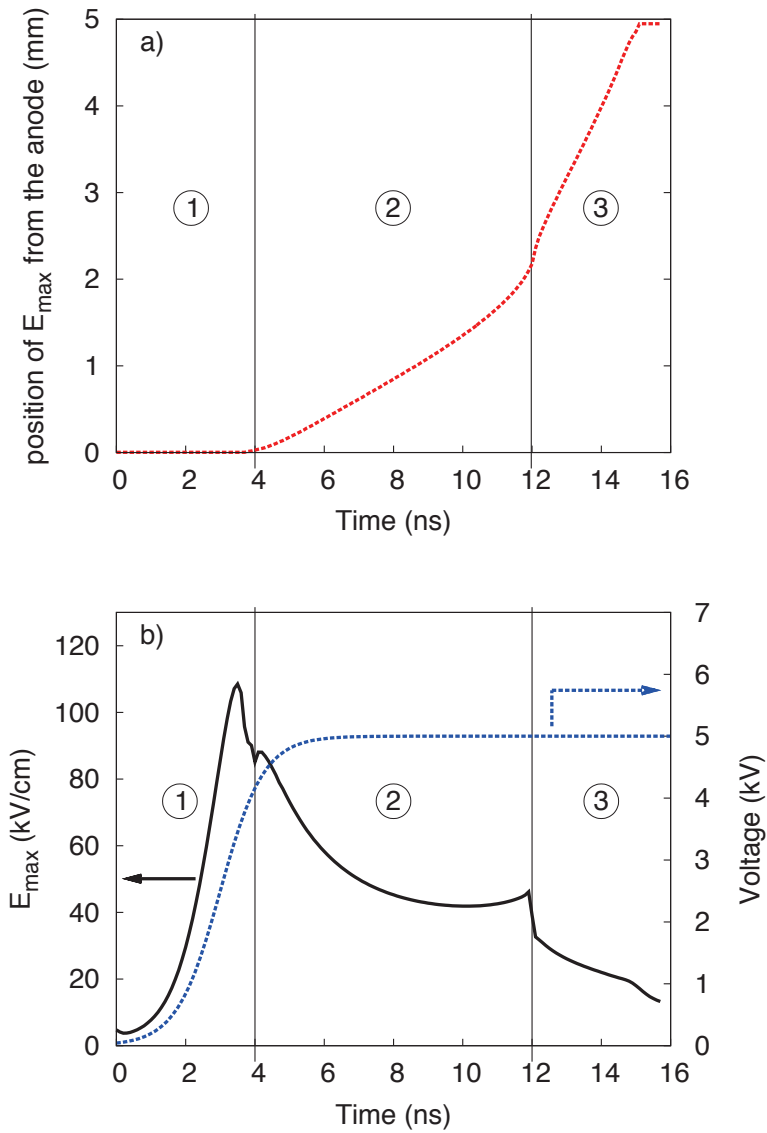 a)
position of Emax from the anode (mm)
5
4
3
2
1
0
① ② ③
0 2 4 6 8 10 12 14 16
Time (ns)
b)
Emax (kV/cm)
120
100
80
60
40
20
0
① ② ③
7
6
5
4
3
2
1
0
Voltage (kV)
0 2 4 6 8 10 12 14 16
Time (ns)